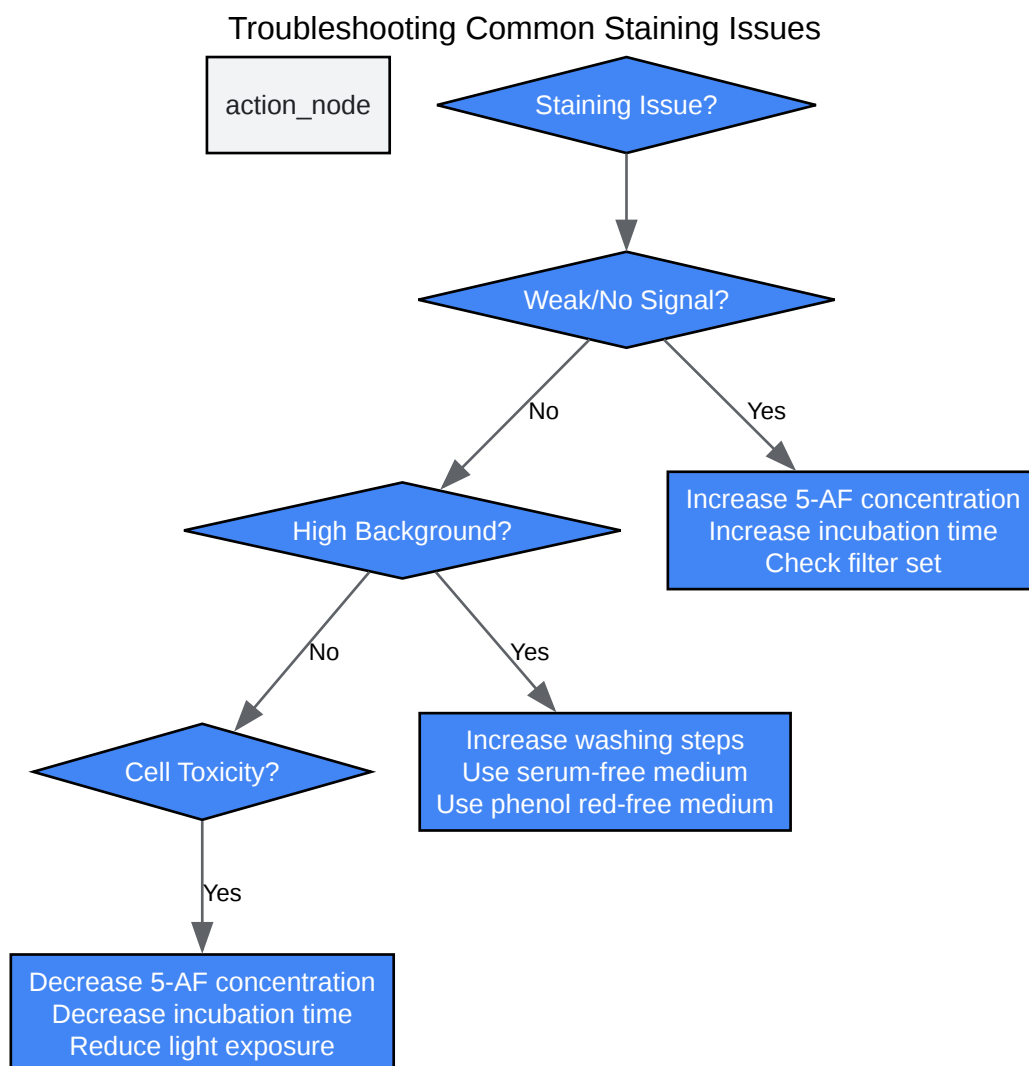 Troubleshooting Common Staining Issues
action_node
Staining Issue?
Weak/No Signal?
No
Yes
High Background?
Increase 5-AF concentration
Increase incubation time
Check filter set
No
Yes
Cell Toxicity?
Increase washing steps
Use serum-free medium
Use phenol red-free medium
Yes
Decrease 5-AF concentration
Decrease incubation time
Reduce light exposure